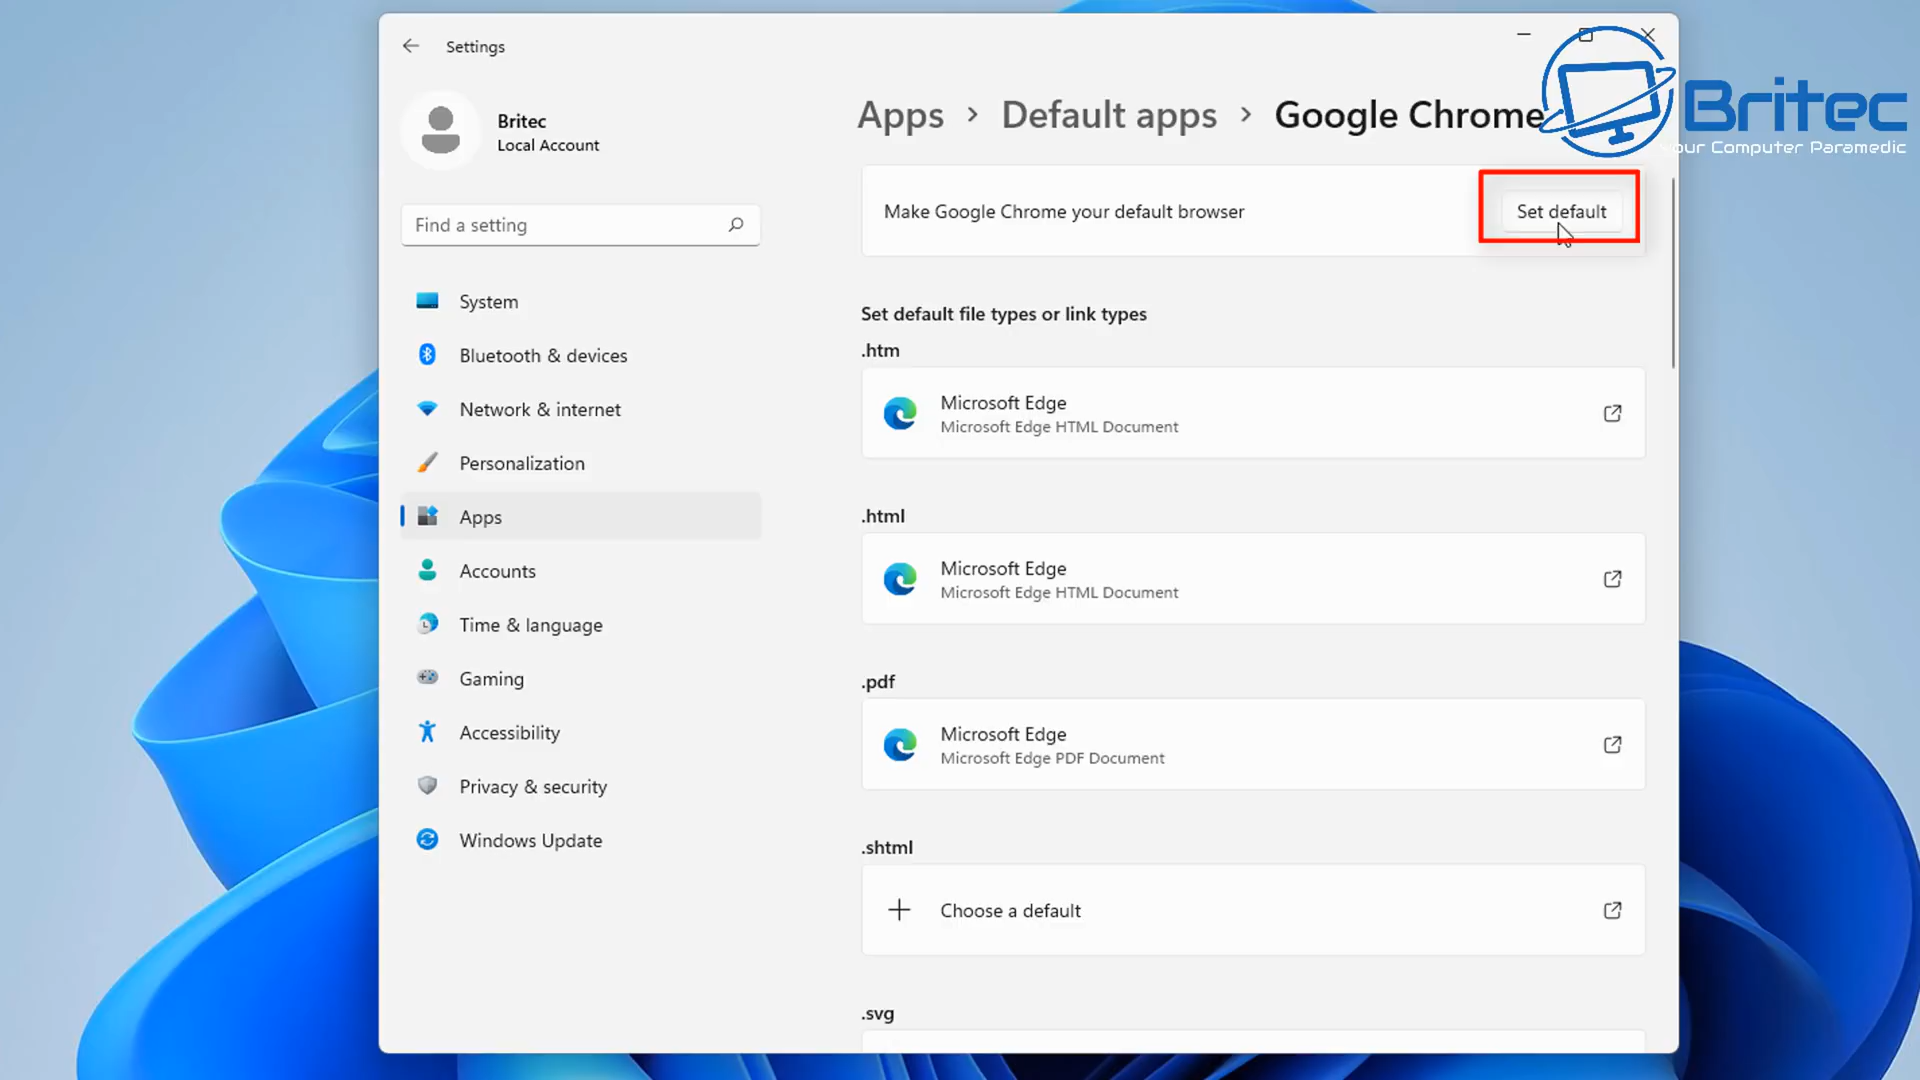 Settings
Britec
Local Account
Find a setting
System
Bluetooth & devices
Network & internet
Personalization
Apps
Accounts
Time & language
Gaming
Accessibility
Privacy & security
Windows Update
Apps > Default apps > Google Chrome
Britec
Your Computer Paramedic
Make Google Chrome your default browser
Set default
Set default file types or link types
.htm
Microsoft Edge
Microsoft Edge HTML Document
.html
Microsoft Edge
Microsoft Edge HTML Document
.pdf
Microsoft Edge
Microsoft Edge PDF Document
.shtml
Choose a default
.svg